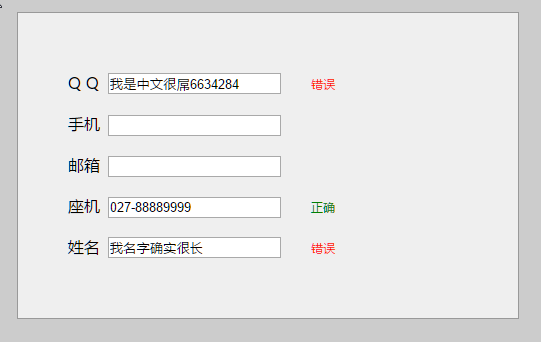 Q Q 我是中文很屌6634284 错误
手机
邮箱
座机 027-88889999 正确
姓名 我名字确实很长 错误